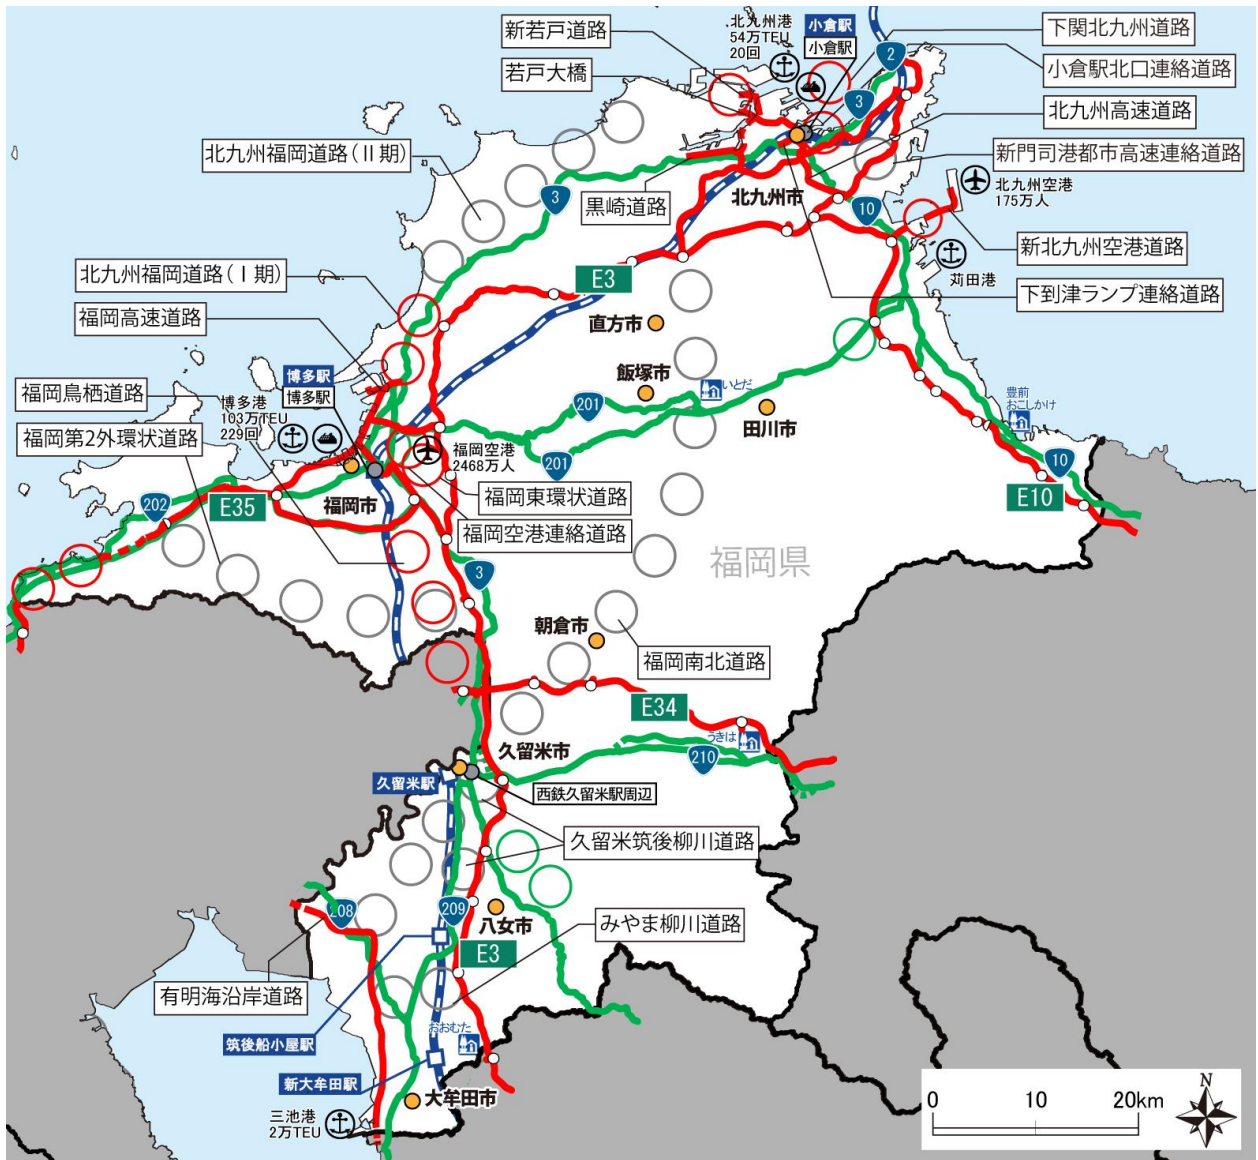 新若戸道路
若戸大橋
北九州港
54万TEU
20回
小倉駅
小倉駅
2
3
下関北九州道路
小倉駅北口連絡道路
北九州高速道路
新門司港都市高速連絡道路
北九州空港
175万人
新北九州空港道路
苅田港
下到津ランプ連絡道路
北九州福岡道路(Ⅱ期)
3
黒崎道路
北九州市
10
北九州福岡道路(Ⅰ期)
福岡高速道路
E3
直方市
福岡鳥栖道路
福岡第2外環状道路
博多港
103万TEU
229回
博多駅
博多駅
飯塚市
いとだ
田川市
201
201
豊前
おこしかけ
10
E10
福岡空港
2468万人
福岡東環状道路
福岡空港連絡道路
202
E35
福岡市
3
福岡県
朝倉市
福岡南北道路
E34
うきは
210
久留米市
久留米駅
西鉄久留米駅周辺
久留米筑後柳川道路
208
209
八女市
みやま柳川道路
E3
有明海沿岸道路
筑後船小屋駅
おおむた
新大牟田駅
大牟田市
三池港
2万TEU
N
0 10 20km